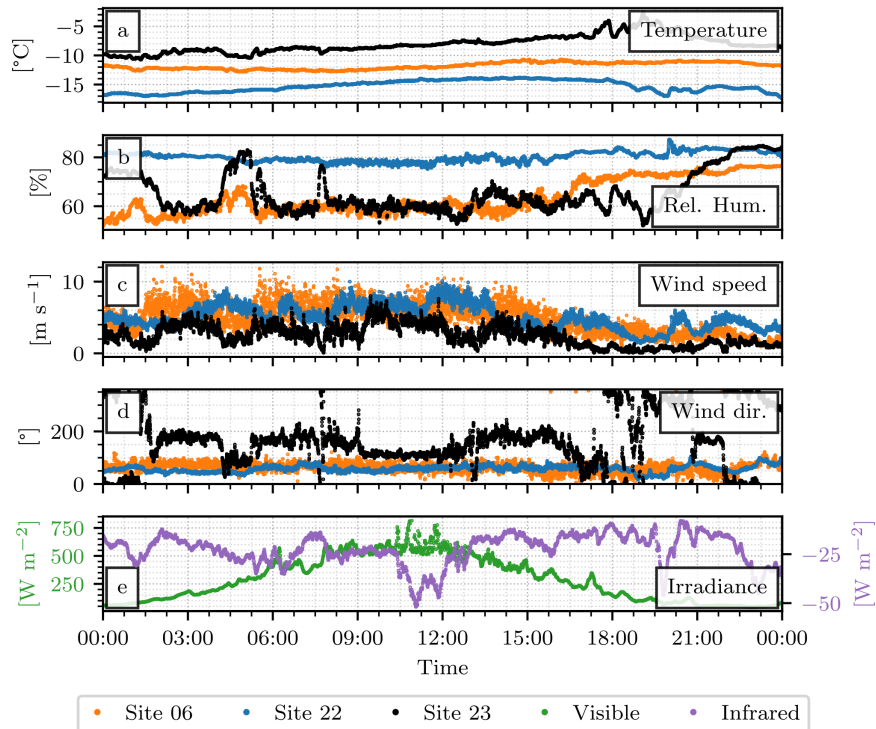 a
Temperature
[°C]
−5
−10
−15
b
Rel. Hum.
[%]
80
60
c
Wind speed
[m s⁻¹]
10
0
d
Wind dir.
[°]
200
0
e
Irradiance
[W m⁻²]
750
500
250
−25
−50
[W m⁻²]
00:00 03:00 06:00 09:00 12:00 15:00 18:00 21:00 00:00
Time
Site 06 Site 22 Site 23 Visible Infrared